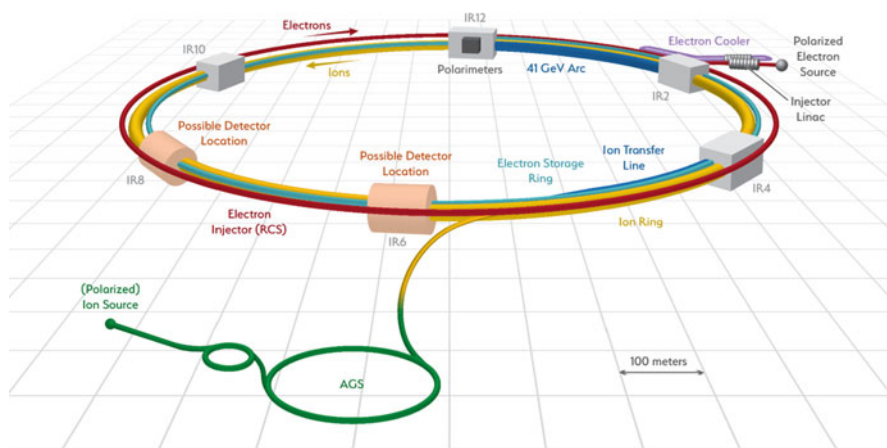 Electrons
IR12
IR10
Ions
Polarimeters
41 GeV Arc
Electron Cooler
Polarized
Electron
Source
IR2
Injector
Linac
Possible Detector
Location
Possible Detector
Location
Electron Storage
Ring
Ion Transfer
Line
IR8
IR4
Electron
Injector (RCS)
IR6
Ion Ring
(Polarized)
Ion Source
AGS
100 meters